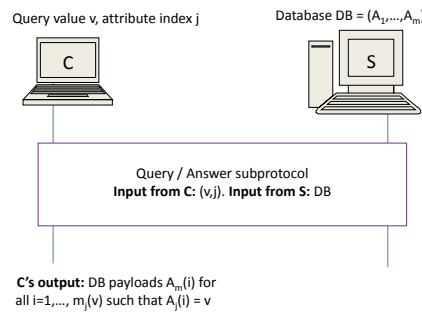 Query value v, attribute index j
Database DB = (A₁,…,Aₘ)
C
S
Query / Answer subprotocol
Input from C: (v,j). Input from S: DB
C's output: DB payloads Aₘ(i) for
all i=1,…, mⱼ(v) such that Aⱼ(i) = v